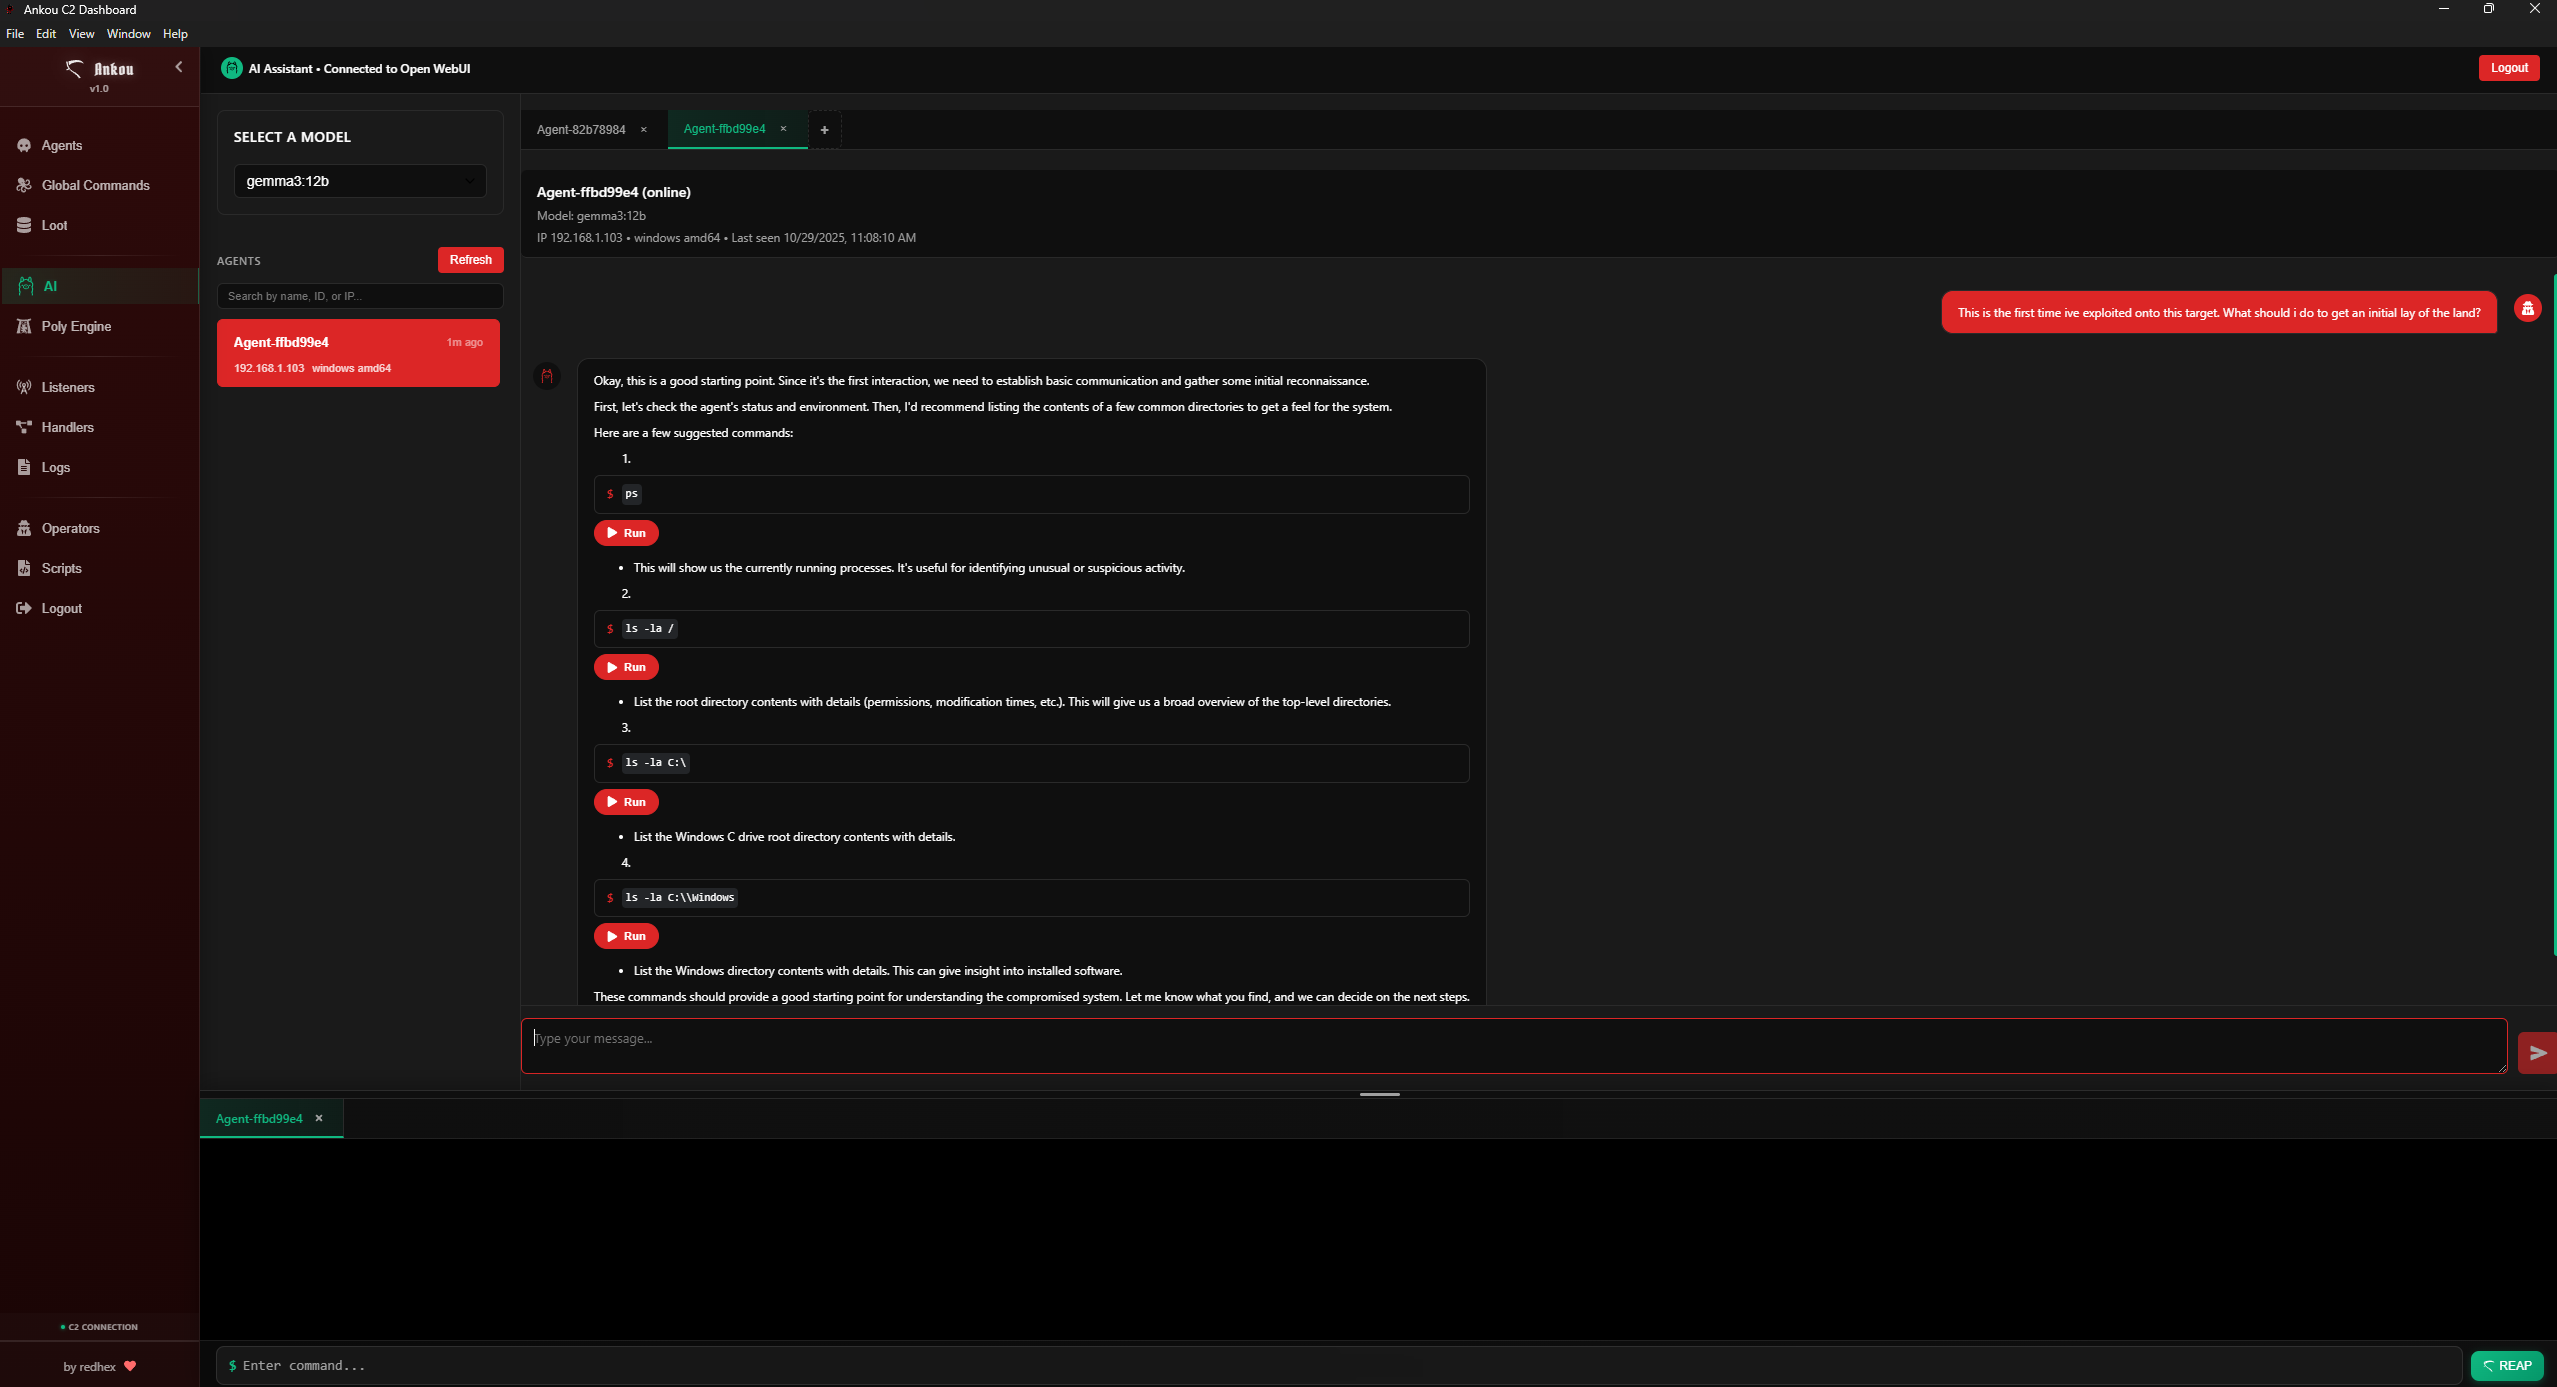 Ankou C2 Dashboard
File Edit View Window Help
Ankou
v1.0
Agents
Global Commands
Loot
AI
Poly Engine
Listeners
Handlers
Logs
Operators
Scripts
Logout
C2 CONNECTION
by redhex
AI Assistant • Connected to Open WebUI
Logout
SELECT A MODEL
gemma3:12b
AGENTS
Refresh
Search by name, ID, or IP...
Agent-ffbd99e4 1m ago
192.168.1.103 windows amd64
Agent-82b78984 ×
Agent-ffbd99e4 ×
+
Agent-ffbd99e4 (online)
Model: gemma3:12b
IP 192.168.1.103 • windows amd64 • Last seen 10/29/2025, 11:08:10 AM
This is the first time ive exploited onto this target. What should i do to get an initial lay of the land?
Okay, this is a good starting point. Since it's the first interaction, we need to establish basic communication and gather some initial reconnaissance.
First, let's check the agent's status and environment. Then, I'd recommend listing the contents of a few common directories to get a feel for the system.
Here are a few suggested commands:
1.
$ ps
Run
• This will show us the currently running processes. It's useful for identifying unusual or suspicious activity.
2.
$ ls -la /
Run
• List the root directory contents with details (permissions, modification times, etc.). This will give us a broad overview of the top-level directories.
3.
$ ls -la C:\
Run
• List the Windows C drive root directory contents with details.
4.
$ ls -la C:\\Windows
Run
• List the Windows directory contents with details. This can give insight into installed software.
These commands should provide a good starting point for understanding the compromised system. Let me know what you find, and we can decide on the next steps.
Type your message...
Agent-ffbd99e4 ×
$ Enter command...
REAP